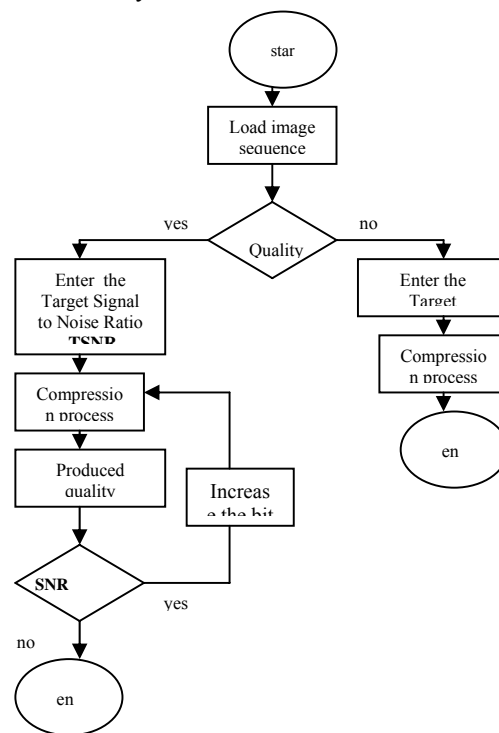 star
Load image
sequence
yes
no
Quality
Enter the
Target Signal
to Noise Ratio
TSNR
Enter the
Target
Compressio
n process
Compressio
n process
en
Produced
quality
Increas
e the bit
SNR
yes
no
en